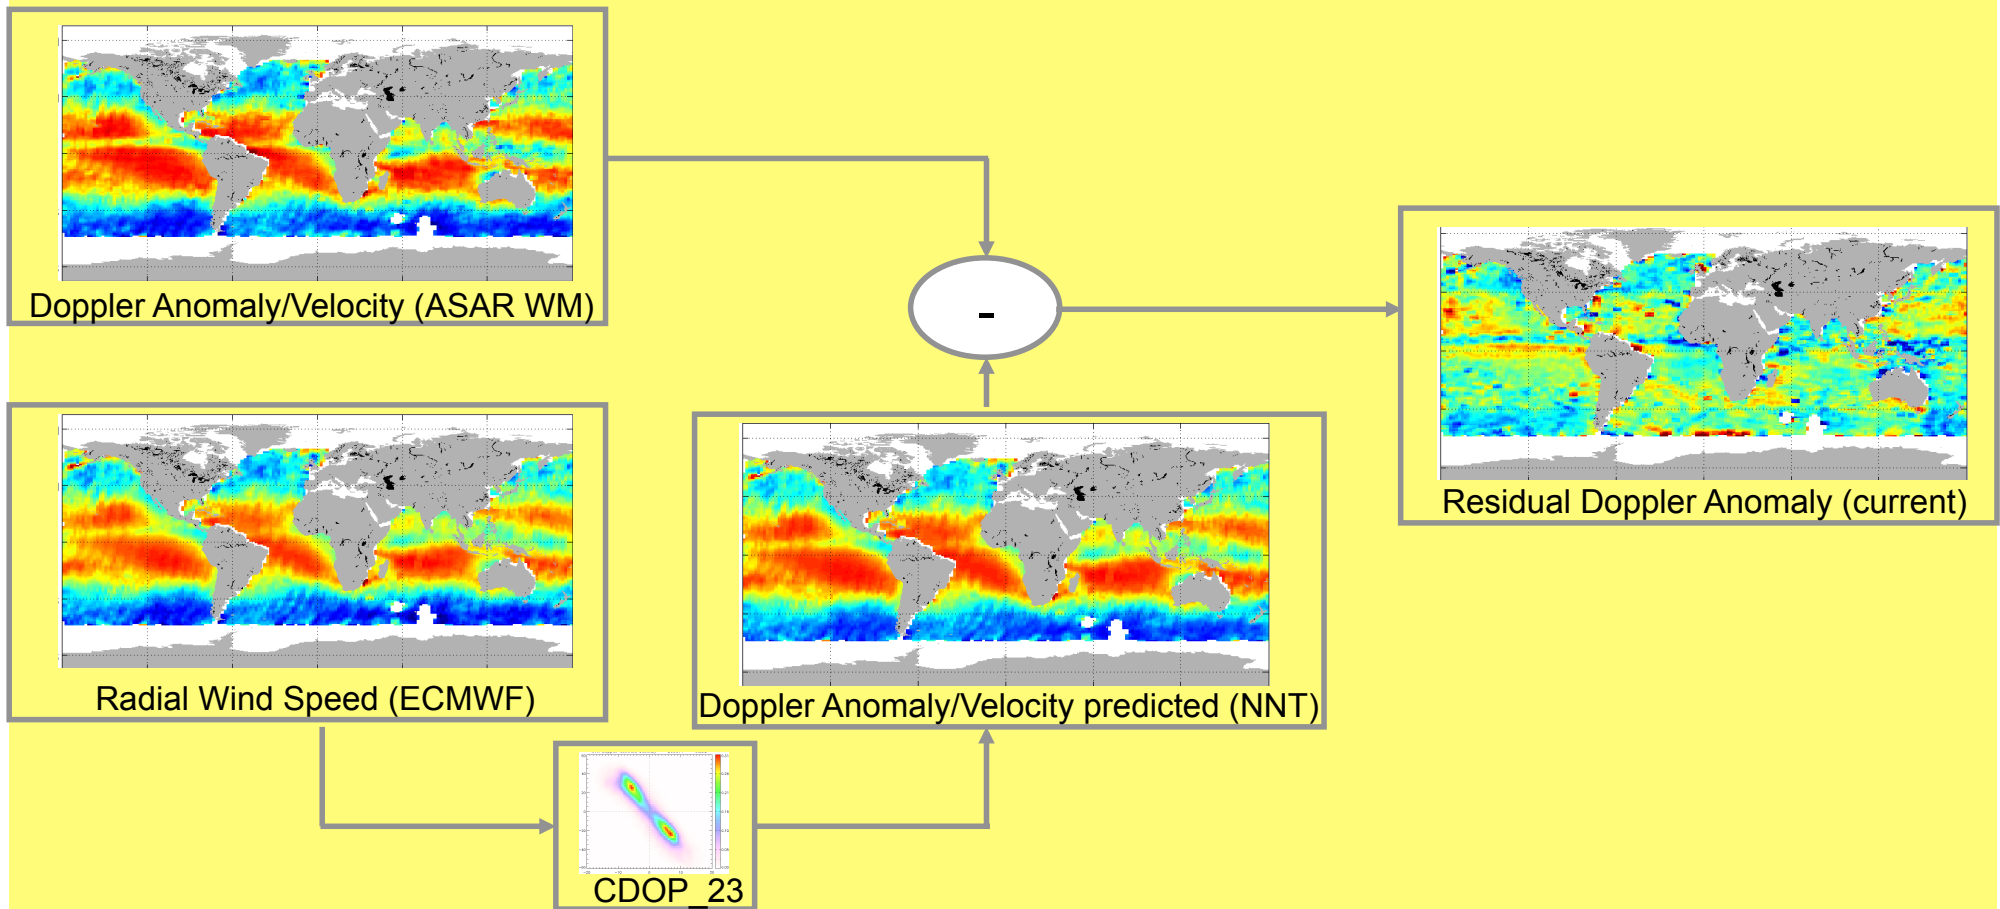 Doppler Anomaly/Velocity (ASAR WM)
-
Residual Doppler Anomaly (current)
Radial Wind Speed (ECMWF)
Doppler Anomaly/Velocity predicted (NNT)
CDOP_23